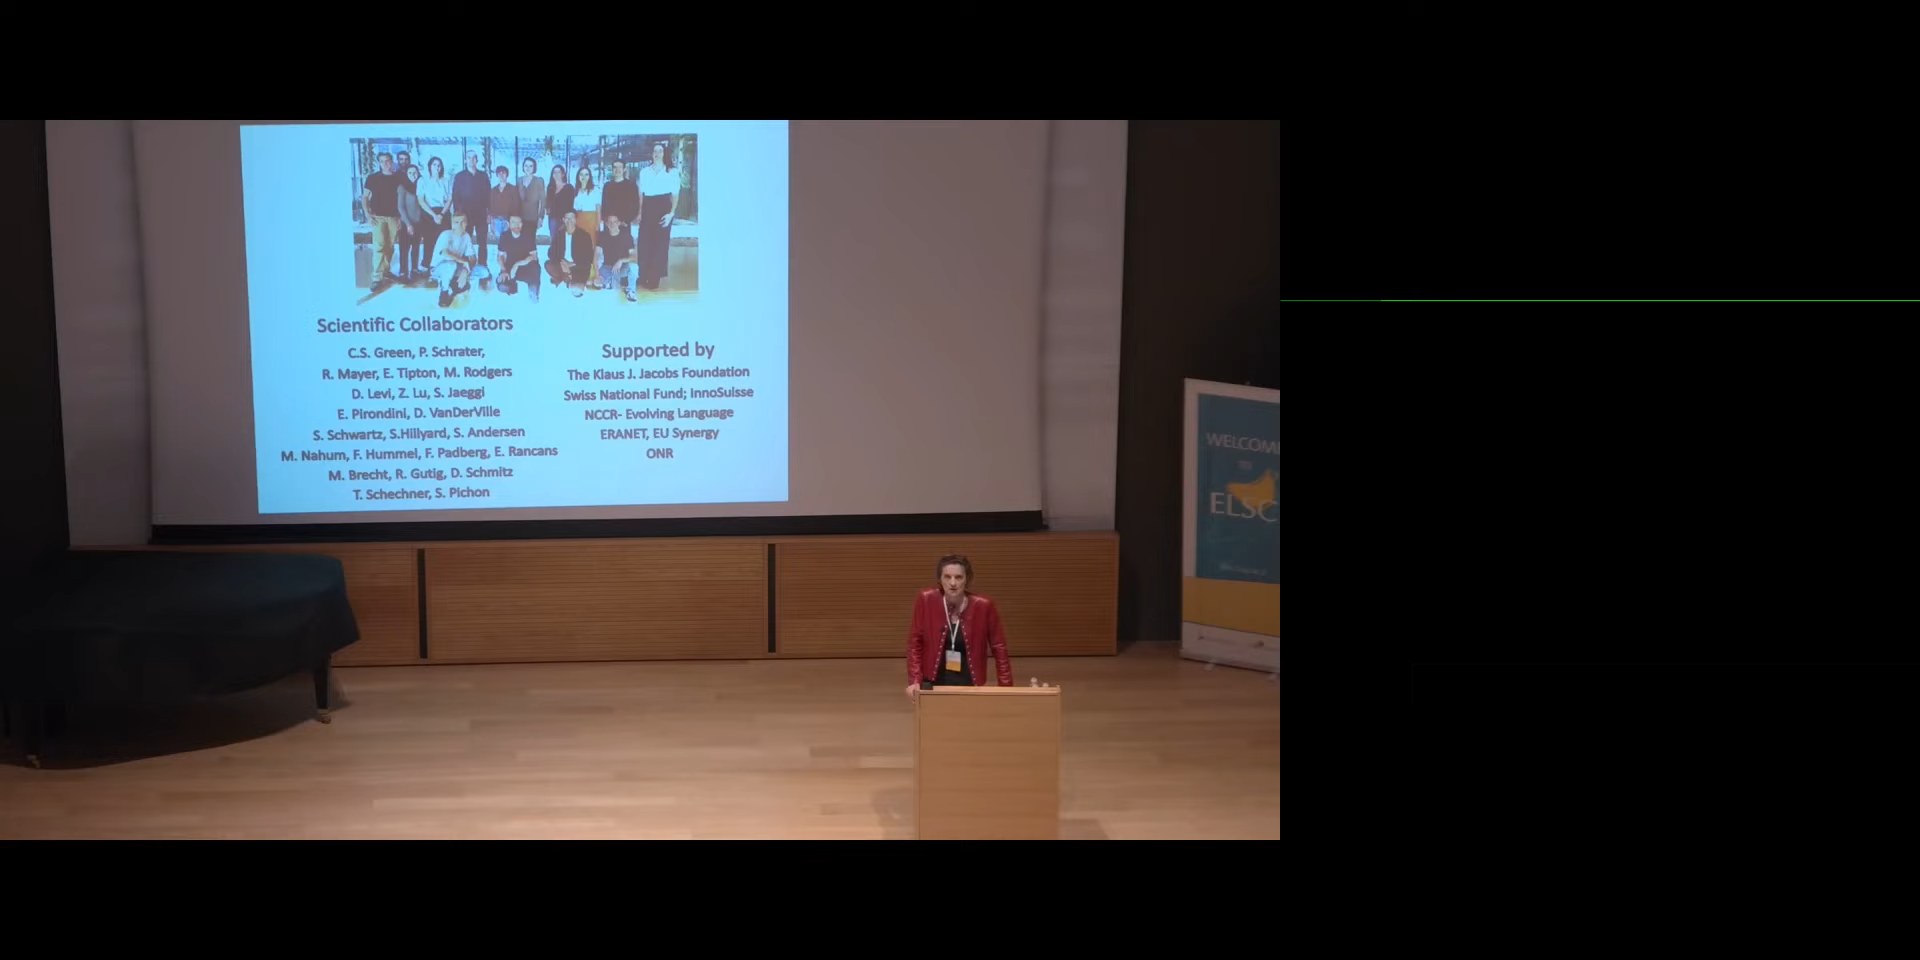 Scientific Collaborators
C.S. Green, P. Schrater,
R. Mayer, E. Tipton, M. Rodgers
D. Levi, Z. Lu, S. Jaeggi
E. Pirondini, D. VanDerVille
S. Schwartz, S.Hillyard, S. Andersen
M. Nahum, F. Hummel, F. Padberg, E. Rancans
M. Brecht, R. Gutig, D. Schmitz
T. Schechner, S. Pichon
Supported by
The Klaus J. Jacobs Foundation
Swiss National Fund; InnoSuisse
NCCR- Evolving Language
ERANET, EU Synergy
ONR
WELCOM
TO
ELSC